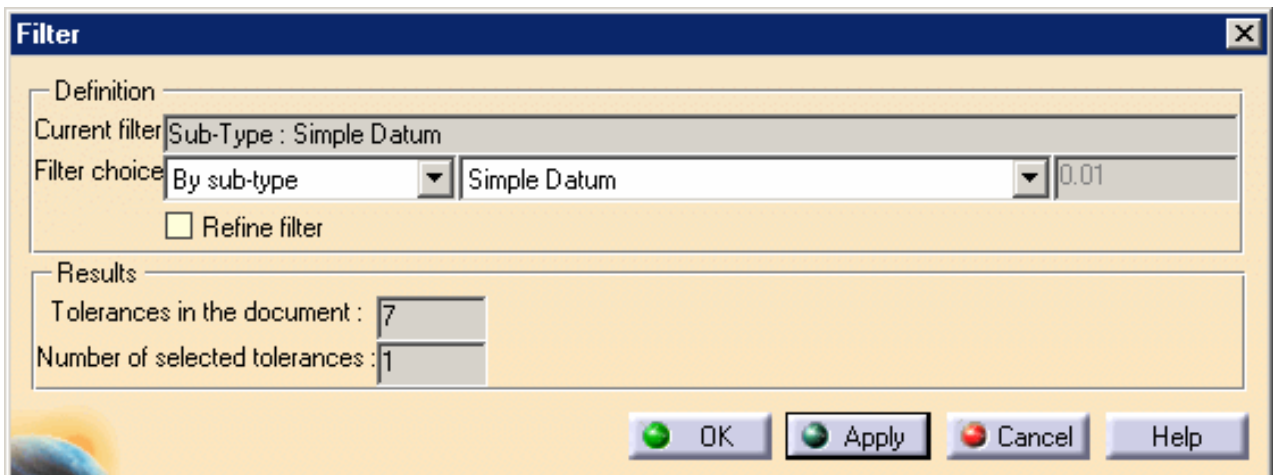 Filter
Definition
Current filter Sub-Type : Simple Datum
Filter choice By sub-type Simple Datum 0.01
Refine filter
Results
Tolerances in the document : 7
Number of selected tolerances : 1
OK Apply Cancel Help